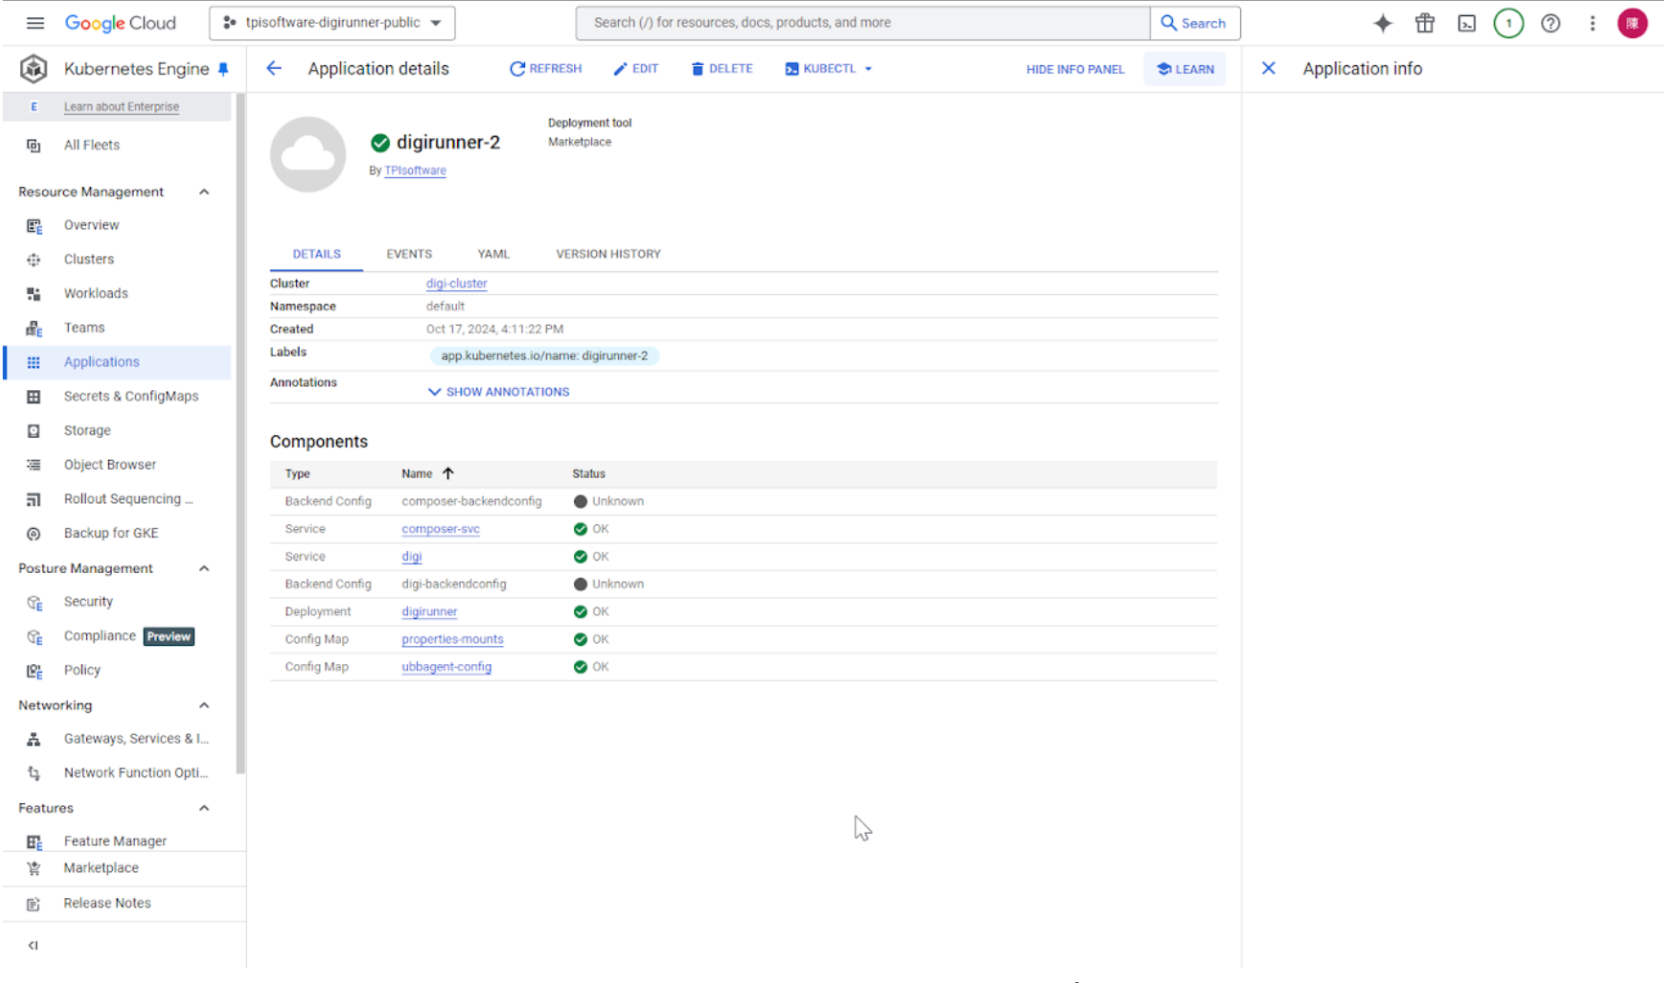 Google Cloud
tpisoftware-digirunner-public
Search (/) for resources, docs, products, and more
Search
1
陳
Kubernetes Engine
Application details
REFRESH
EDIT
DELETE
KUBECTL
HIDE INFO PANEL
LEARN
Application info
E Learn about Enterprise
All Fleets
Resource Management
Overview
Clusters
Workloads
Teams
Applications
Secrets & ConfigMaps
Storage
Object Browser
Rollout Sequencing ...
Backup for GKE
Posture Management
Security
Compliance Preview
Policy
Networking
Gateways, Services & I...
Network Function Opti...
Features
Feature Manager
Marketplace
Release Notes
digirunner-2
By TPIsoftware
Deployment tool
Marketplace
DETAILS EVENTS YAML VERSION HISTORY
Cluster digi-cluster
Namespace default
Created Oct 17, 2024, 4:11:22 PM
Labels app.kubernetes.io/name: digirunner-2
Annotations SHOW ANNOTATIONS
Components
Type Name Status
Backend Config composer-backendconfig Unknown
Service composer-svc OK
Service digi OK
Backend Config digi-backendconfig Unknown
Deployment digirunner OK
Config Map properties-mounts OK
Config Map ubbagent-config OK